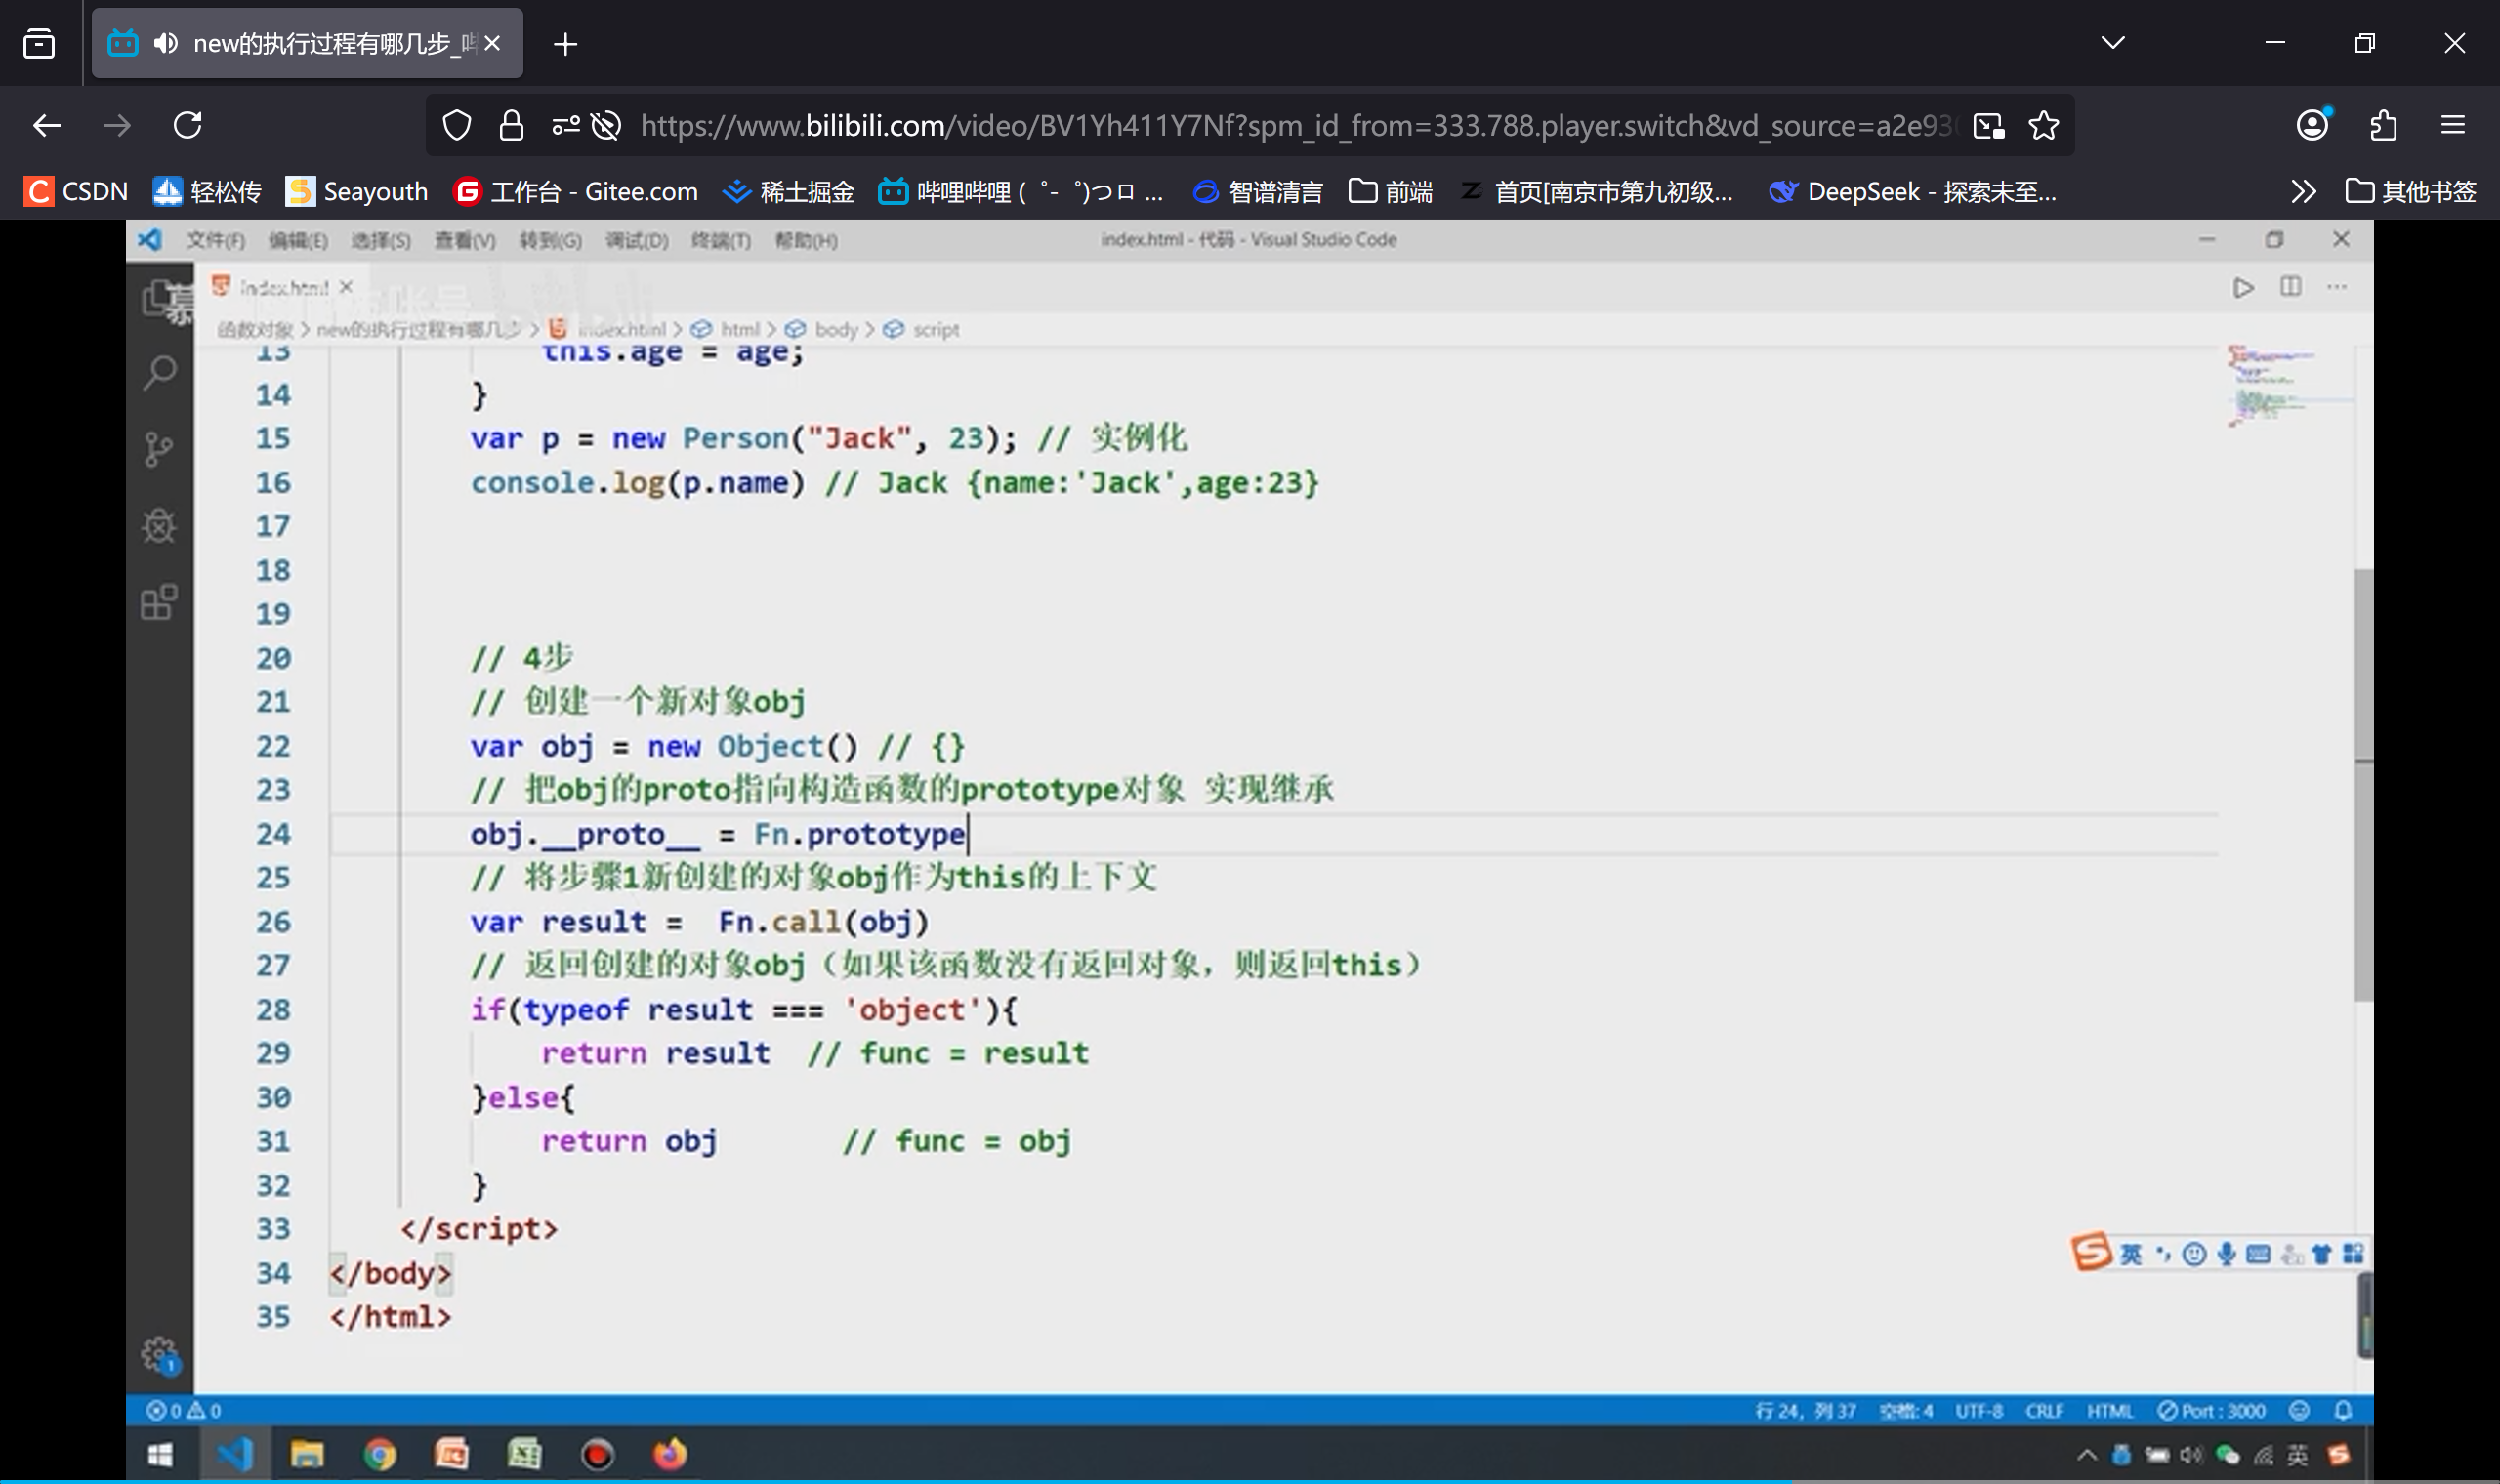 new的执行过程有哪几步_哔
https://www.bilibili.com/video/BV1Yh411Y7Nf?spm_id_from=333.788.player.switch&vd_source=a2e930
CSDN
轻松传
Seayouth
工作台 - Gitee.com
稀土掘金
哔哩哔哩 ( ゜- ゜)つロ ...
智谱清言
前端
首页[南京市第九初级...
DeepSeek - 探索未至...
其他书签
文件(F) 编辑(E) 选择(S) 查看(V) 转到(G) 调试(D) 终端(T) 帮助(H)
index.html - 代码 - Visual Studio Code
index.html
函数对象 > new的执行过程有哪几步 > index.html > html > body > script
13 this.age = age;
14 }
15 var p = new Person("Jack", 23); // 实例化
16 console.log(p.name) // Jack {name:'Jack',age:23}
17
18
19
20 // 4步
21 // 创建一个新对象obj
22 var obj = new Object() // {}
23 // 把obj的proto指向构造函数的prototype对象 实现继承
24 obj.__proto__ = Fn.prototype
25 // 将步骤1新创建的对象obj作为this的上下文
26 var result =  Fn.call(obj)
27 // 返回创建的对象obj（如果该函数没有返回对象，则返回this）
28 if(typeof result === 'object'){
29 return result  // func = result
30 }else{
31 return obj       // func = obj
32 }
33 </script>
34 </body>
35 </html>
英
1
0 0
行 24，列 37 空格: 4 UTF-8 CRLF HTML Port : 3000
英